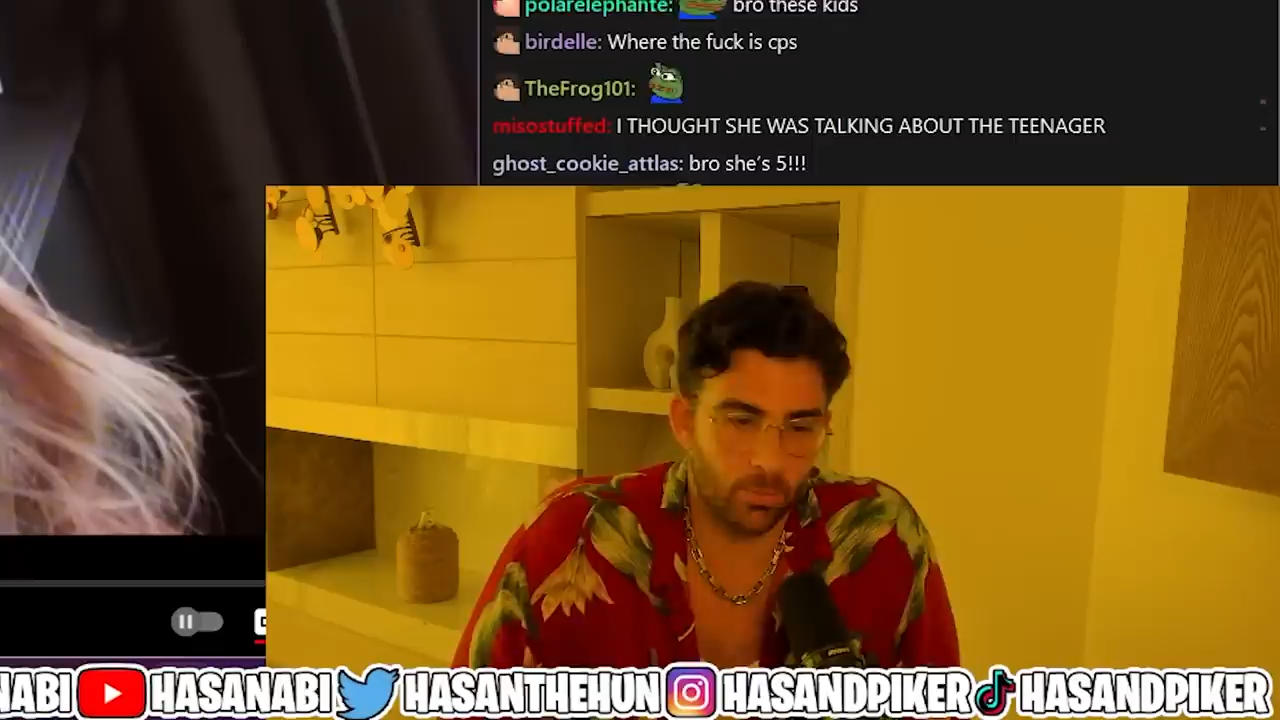 polarelephante: bro these kids
birdelle: Where the fuck is cps
TheFrog101:
misostuffed: I THOUGHT SHE WAS TALKING ABOUT THE TEENAGER
ghost_cookie_attlas: bro she's 5!!!
NABI HASANABI HASANTHEHUN HASANDPIKER HASANDPIKER